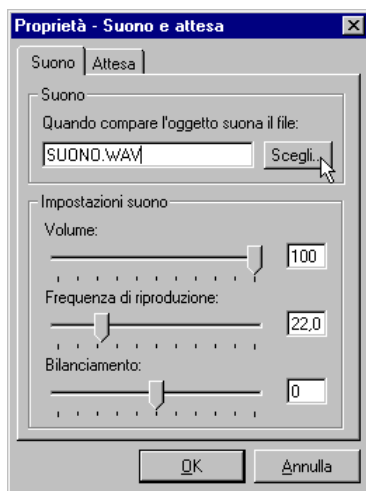 Proprietà - Suono e attesa
Suono Attesa
Suono
Quando compare l'oggetto suona il file:
SUONO.WAV Scegli...
Impostazioni suono
Volume:
100
Frequenza di riproduzione:
22,0
Bilanciamento:
0
OK Annulla